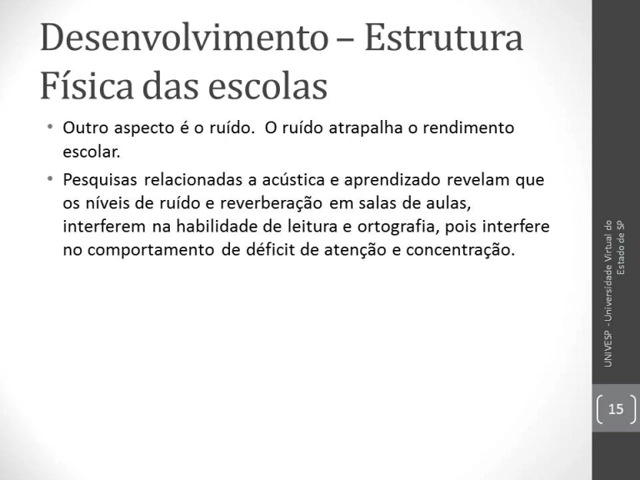 Desenvolvimento – Estrutura
Física das escolas
• Outro aspecto é o ruído.  O ruído atrapalha o rendimento
escolar.
• Pesquisas relacionadas a acústica e aprendizado revelam que
os níveis de ruído e reverberação em salas de aulas,
interferem na habilidade de leitura e ortografia, pois interfere
no comportamento de déficit de atenção e concentração.
UNIVESP - Universidade Virtual do
Estado de SP
15